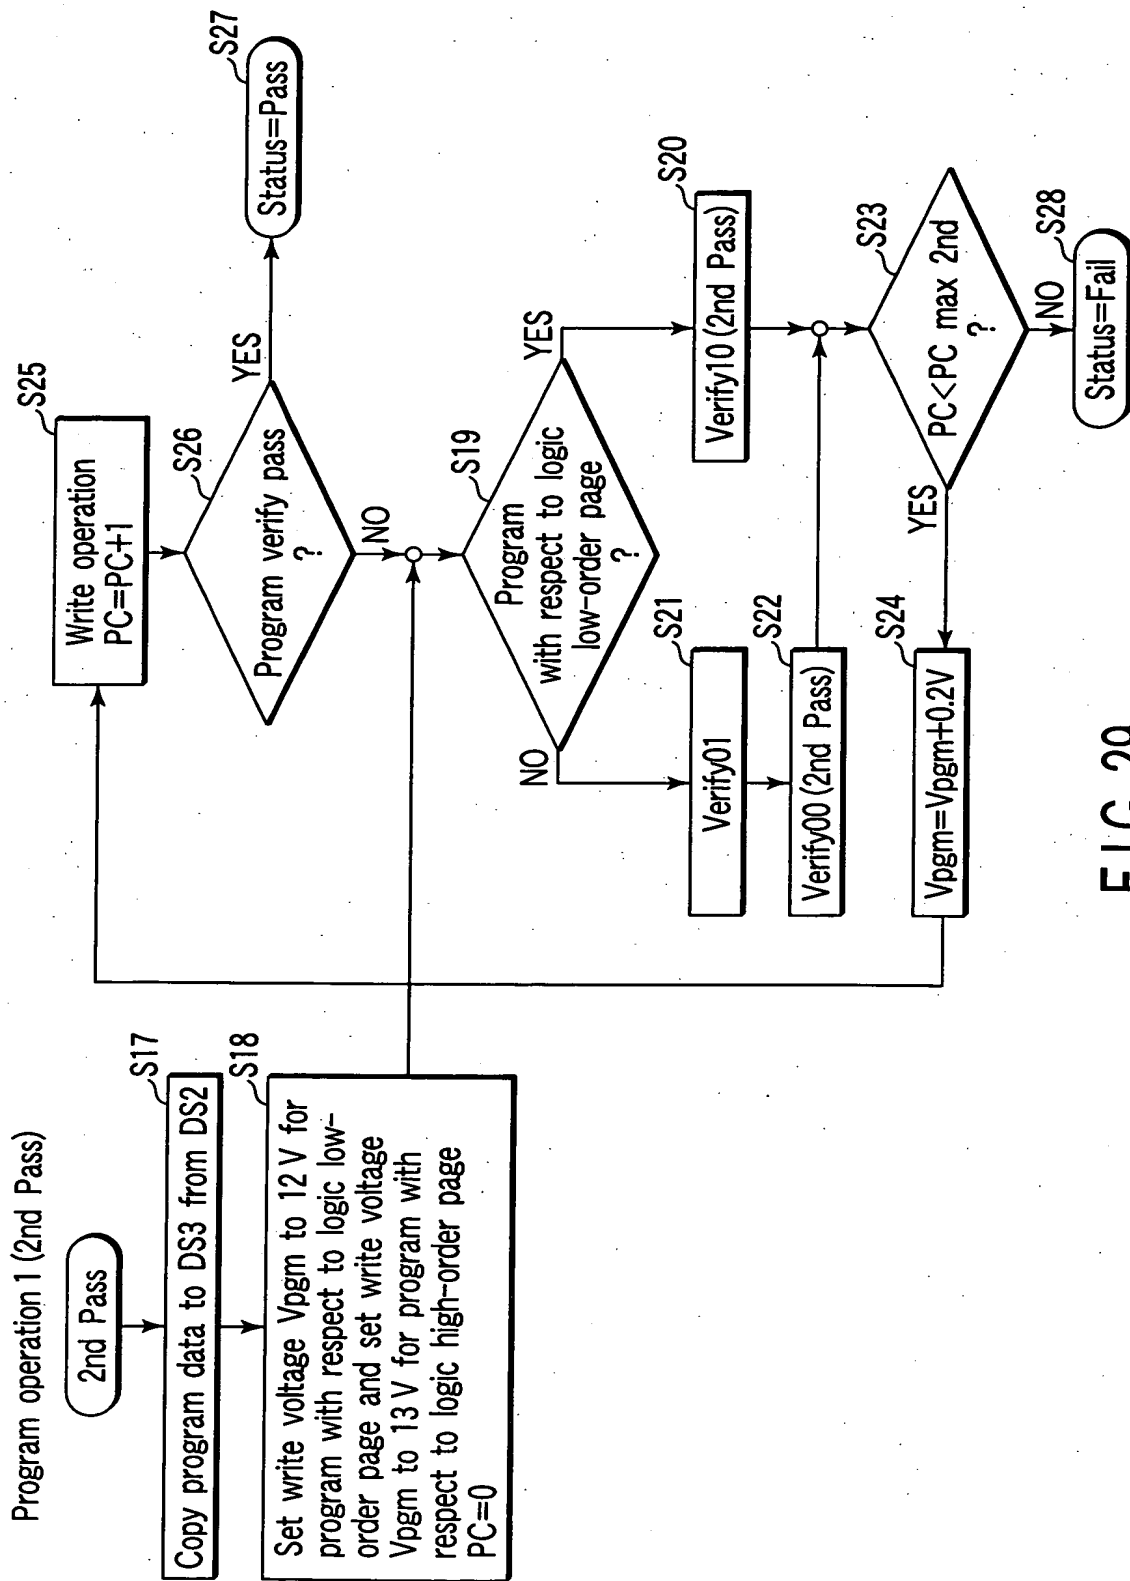 Program operation 1 (2nd Pass)
2nd Pass
S17
Copy program data to DS3 from DS2
S18
Set write voltage Vpgm to 12 V for
program with respect to logic low-
order page and set write voltage
Vpgm to 13 V for program with
respect to logic high-order page
PC=0
S25
Write operation
PC=PC+1
S26
Program verify pass
?
YES
NO
S27
Status=Pass
S19
Program
with respect to logic
low-order page
?
YES
NO
S20
Verify10 (2nd Pass)
S21
Verify01
S22
Verify00 (2nd Pass)
S23
PC<PC max 2nd
?
YES
NO
S24
Vpgm=Vpgm+0.2V
S28
Status=Fail